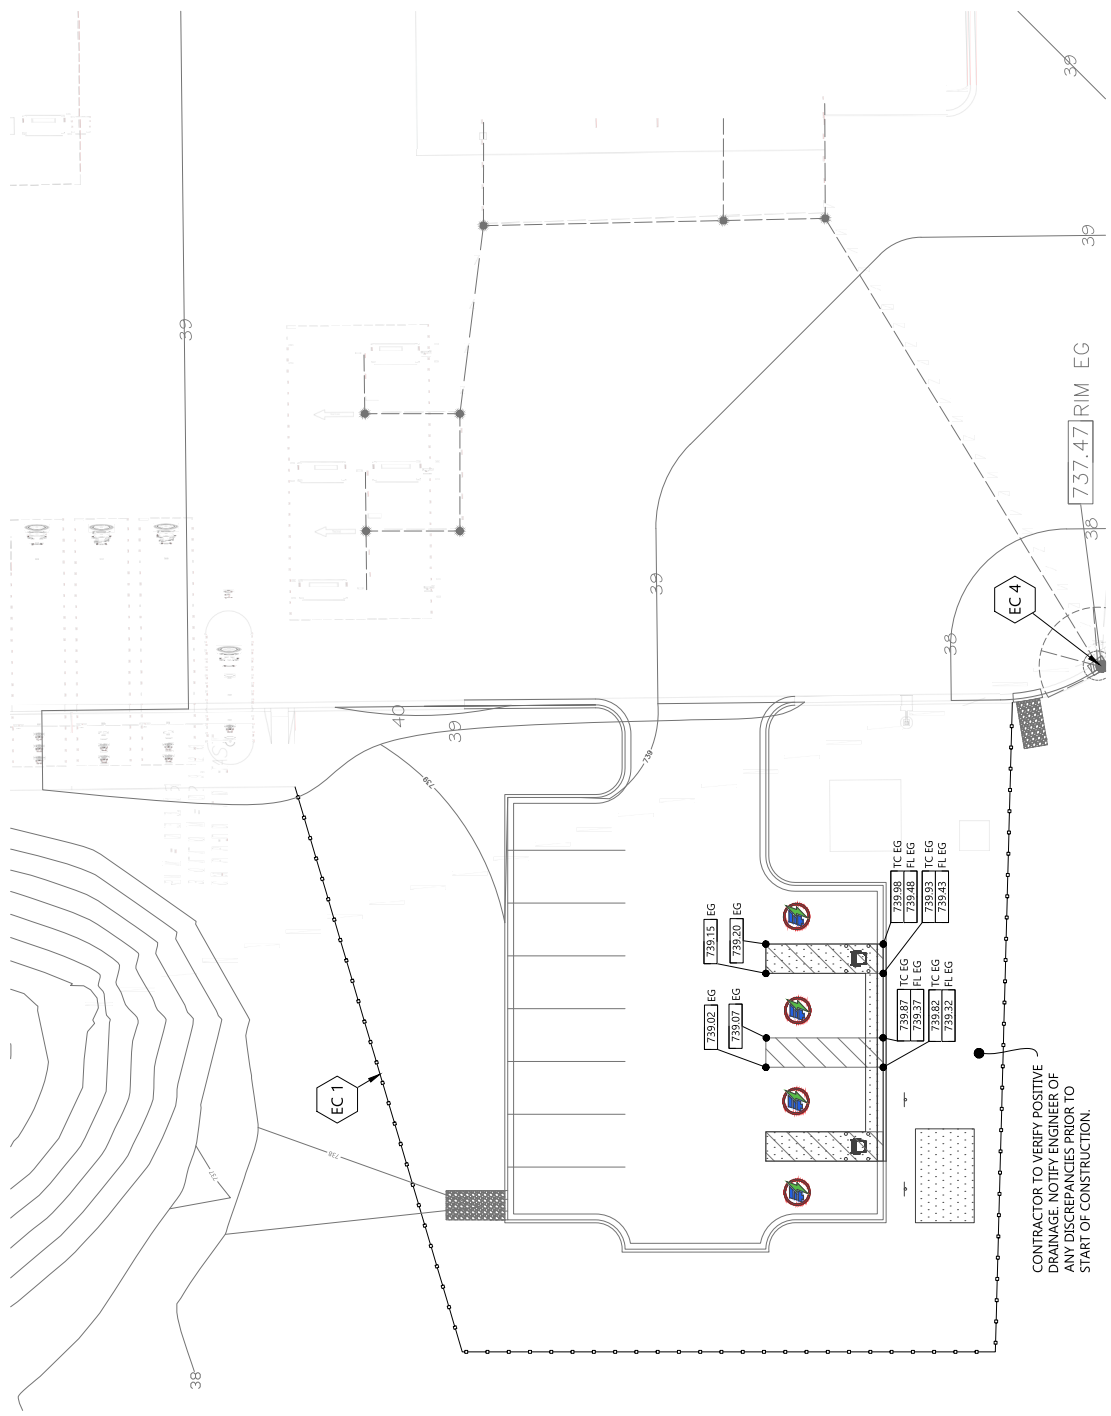 39
39
39
737.47 RIM EG
38
EC 4
39
38
40
39
739
739
739.98 TC EG
739.48 FL EG
739.93 TC EG
739.43 FL EG
739.15 EG
739.20 EG
739.02 EG
739.07 EG
739.87 TC EG
739.37 FL EG
739.82 TC EG
739.32 FL EG
EC 1
738
737
38
CONTRACTOR TO VERIFY POSITIVE
DRAINAGE. NOTIFY ENGINEER OF
ANY DISCREPANCIES PRIOR TO
START OF CONSTRUCTION.